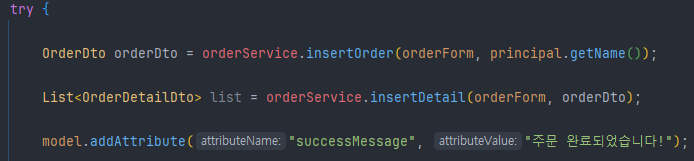 try {
OrderDto orderDto = orderService.insertOrder(orderForm, principal.getName());
List<OrderDetailDto> list = orderService.insertDetail(orderForm, orderDto);
model.addAttribute( attributeName: "successMessage", attributeValue: "주문 완료되었습니다!");